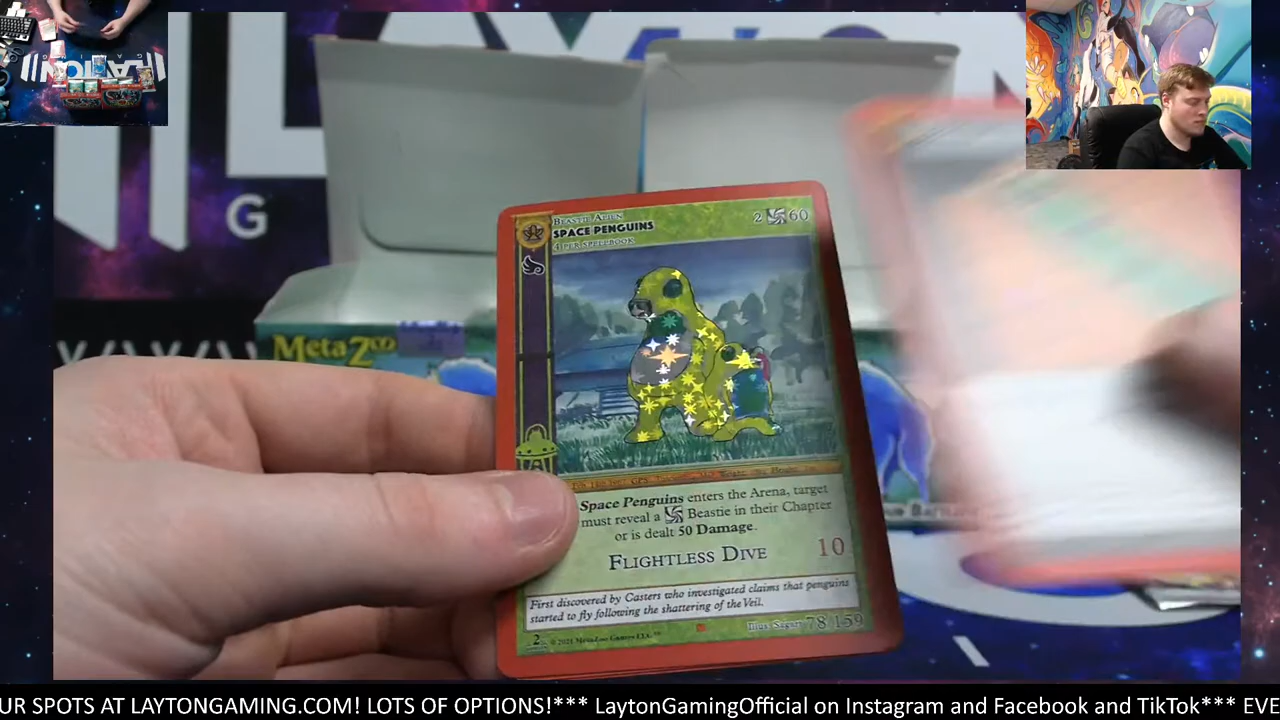 G
MetaZoo
BEASTIE ALIEN
SPACE PENGUINS
4 PER SPELLBOOK
2 60
Space Penguins enters the Arena, target
must reveal a Beastie in their Chapter
or is dealt 50 Damage.
FLIGHTLESS DIVE 10
First discovered by Casters who investigated claims that penguins
started to fly following the shattering of the Veil.
2 © 2021 MetaZoo Games LLC ™
78 159
UR SPOTS AT LAYTONGAMING.COM! LOTS OF OPTIONS!*** LaytonGamingOfficial on Instagram and Facebook and TikTok*** EVE